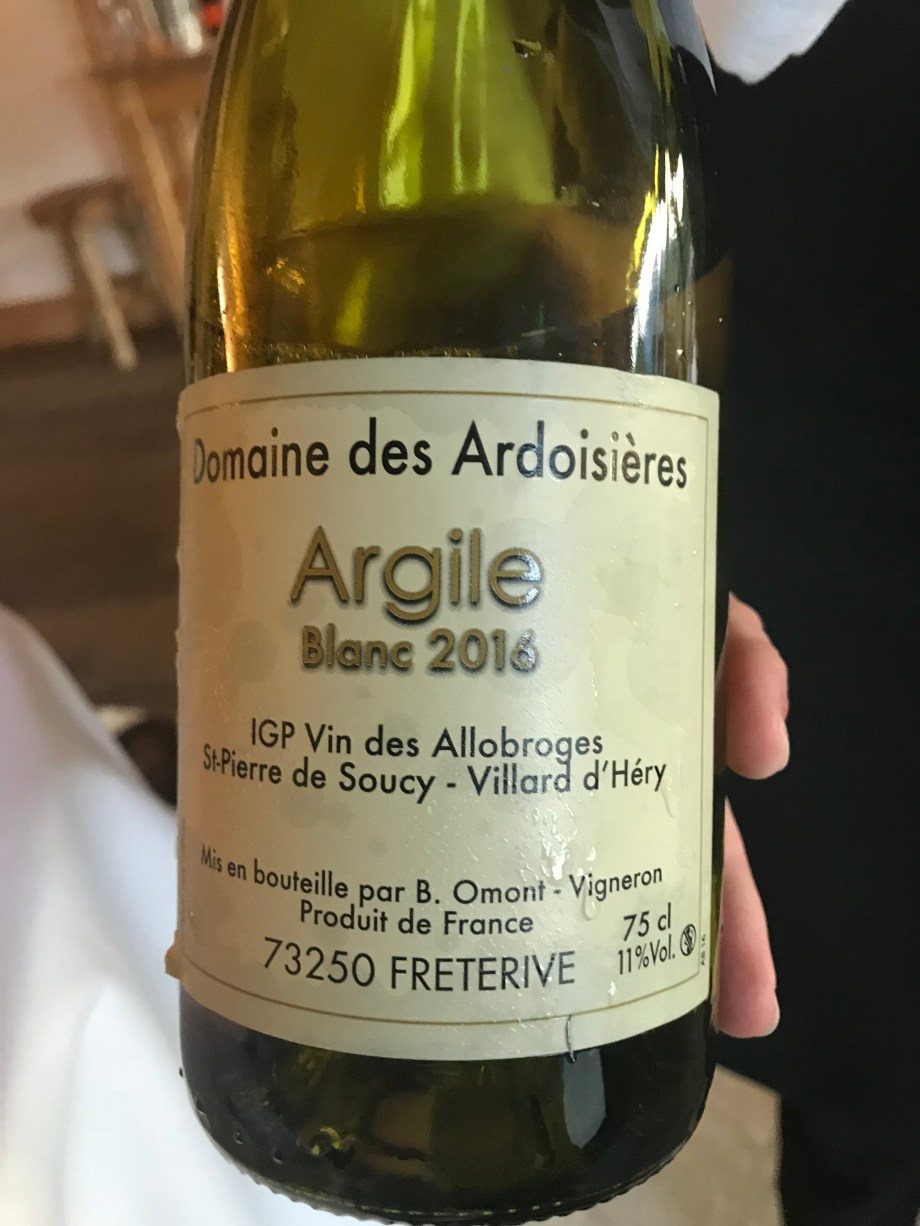 Domaine des Ardoisières
Argile
Blanc 2016
IGP Vin des Allobroges
St-Pierre de Soucy - Villard d'Héry
Mis en bouteille par B. Omont - Vigneron
Produit de France
75 cl
73250 FRETERIVE
11%Vol.